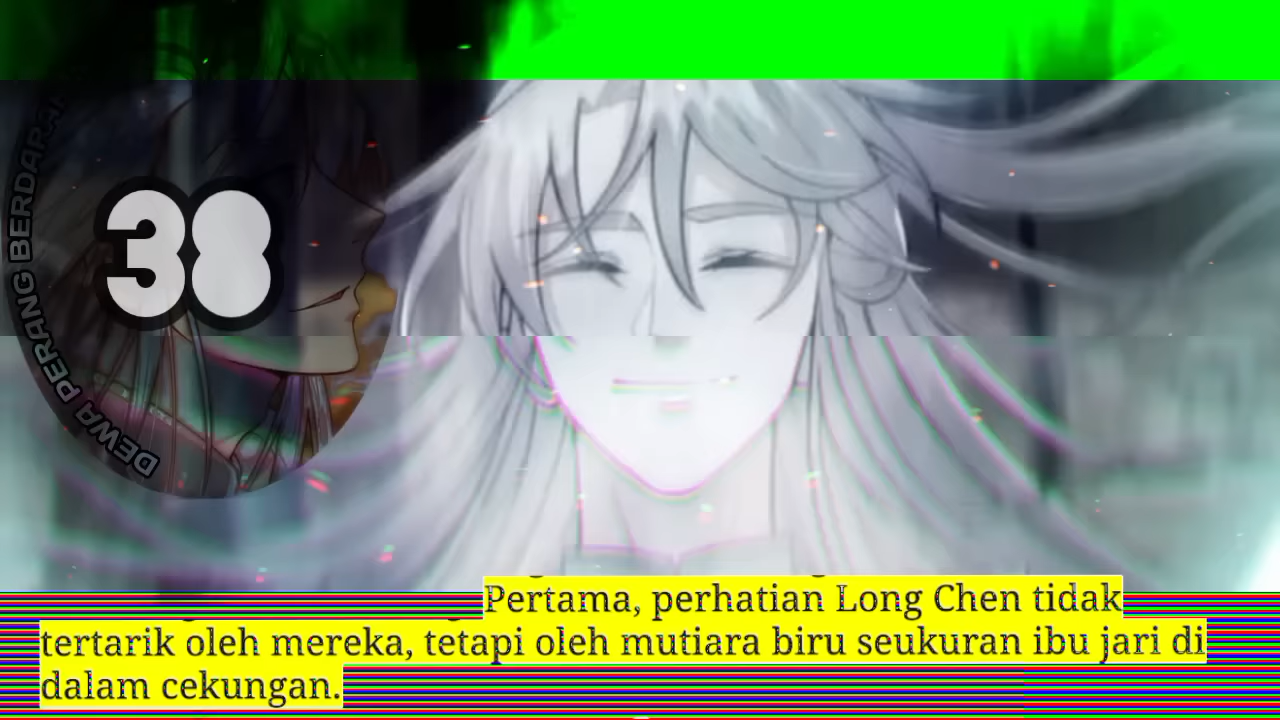 DEWA PERANG BERDARAH
38
Pertama, perhatian Long Chen tidak
tertarik oleh mereka, tetapi oleh mutiara biru seukuran ibu jari di
dalam cekungan.